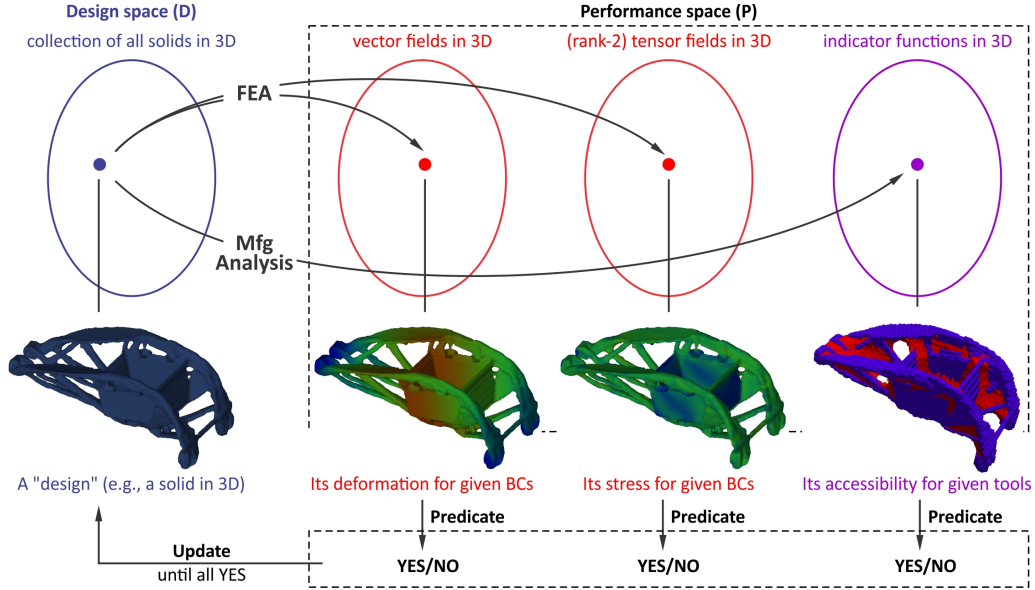 Design space (D)
Performance space (P)
collection of all solids in 3D
vector fields in 3D
(rank-2) tensor fields in 3D
indicator functions in 3D
FEA
Mfg
Analysis
A "design" (e.g., a solid in 3D)
Its deformation for given BCs
Its stress for given BCs
Its accessibility for given tools
Predicate
Predicate
Predicate
Update
until all YES
YES/NO
YES/NO
YES/NO